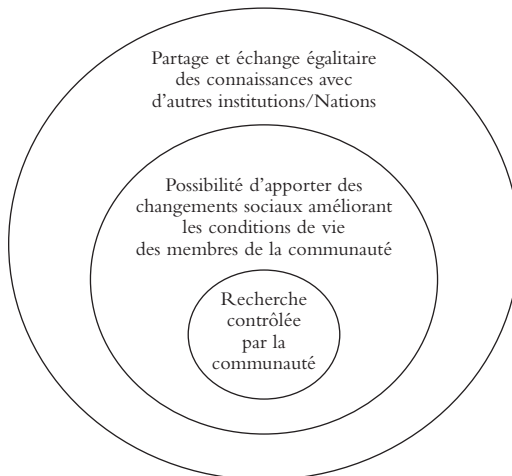 Partage et échange égalitaire
des connaissances avec
d'autres institutions/Nations
Possibilité d'apporter des
changements sociaux améliorant
les conditions de vie
des membres de la communauté
Recherche
contrôlée
par la
communauté